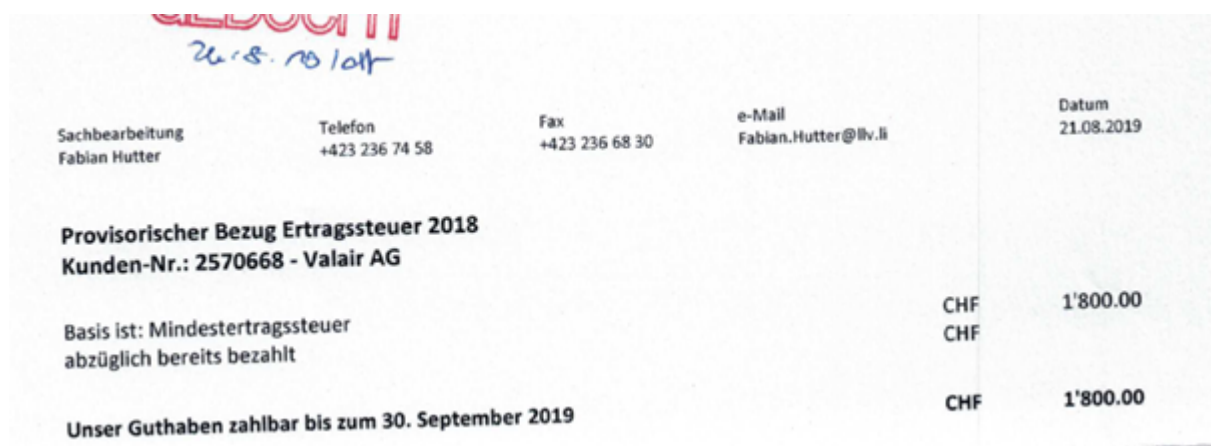 Sachbearbeitung Telefon Fax e-Mail Datum
Fabian Hutter +423 236 74 58 +423 236 68 30 Fabian.Hutter@llv.li 21.08.2019
Provisorischer Bezug Ertragssteuer 2018
Kunden-Nr.: 2570668 - Valair AG
Basis ist: Mindestertragssteuer CHF 1'800.00
abzüglich bereits bezahlt CHF
Unser Guthaben zahlbar bis zum 30. September 2019 CHF 1'800.00